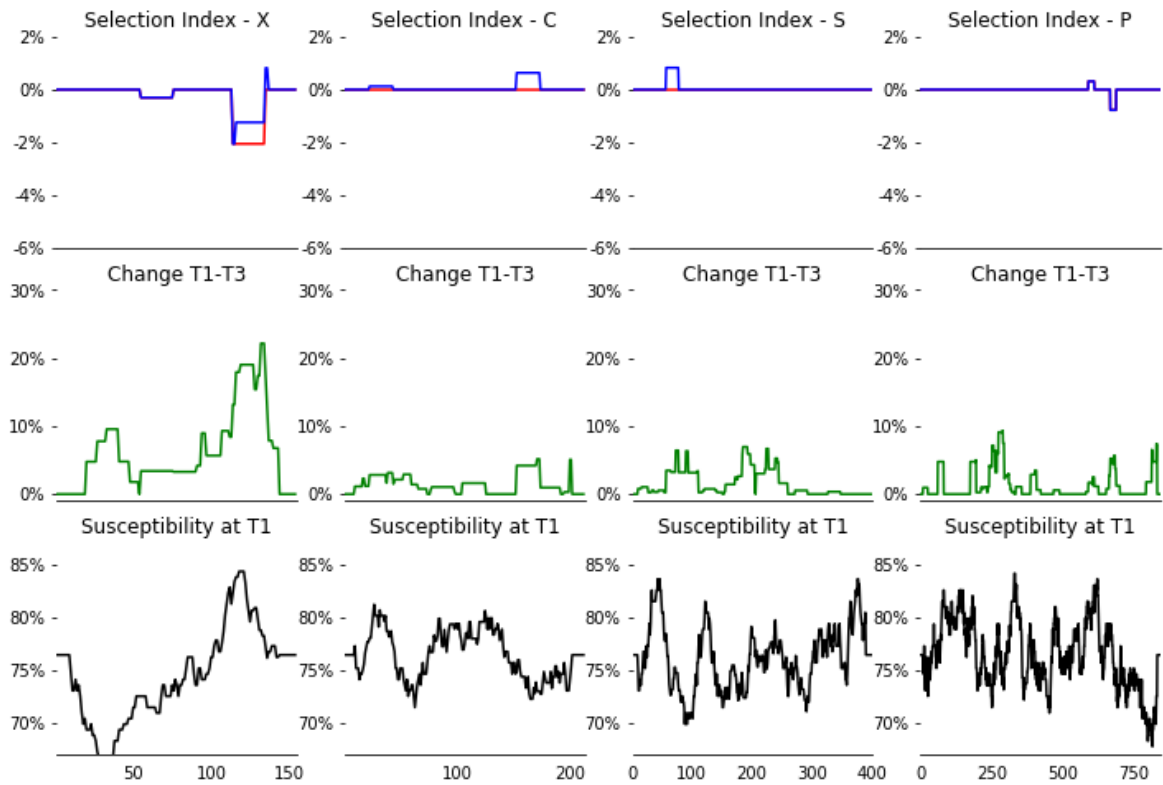 Selection Index - X Selection Index - C Selection Index - S Selection Index - P
2% 2% 2% 2%
0% 0% 0% 0%
-2% -2% -2% -2%
-4% -4% -4% -4%
-6% -6% -6% -6%
Change T1-T3 Change T1-T3 Change T1-T3 Change T1-T3
30% 30% 30% 30%
20% 20% 20% 20%
10% 10% 10% 10%
0% 0% 0% 0%
Susceptibility at T1 Susceptibility at T1 Susceptibility at T1 Susceptibility at T1
85% 85% 85% 85%
80% 80% 80% 80%
75% 75% 75% 75%
70% 70% 70% 70%
50 100 150 100 200 0 100 200 300 400 0 250 500 750